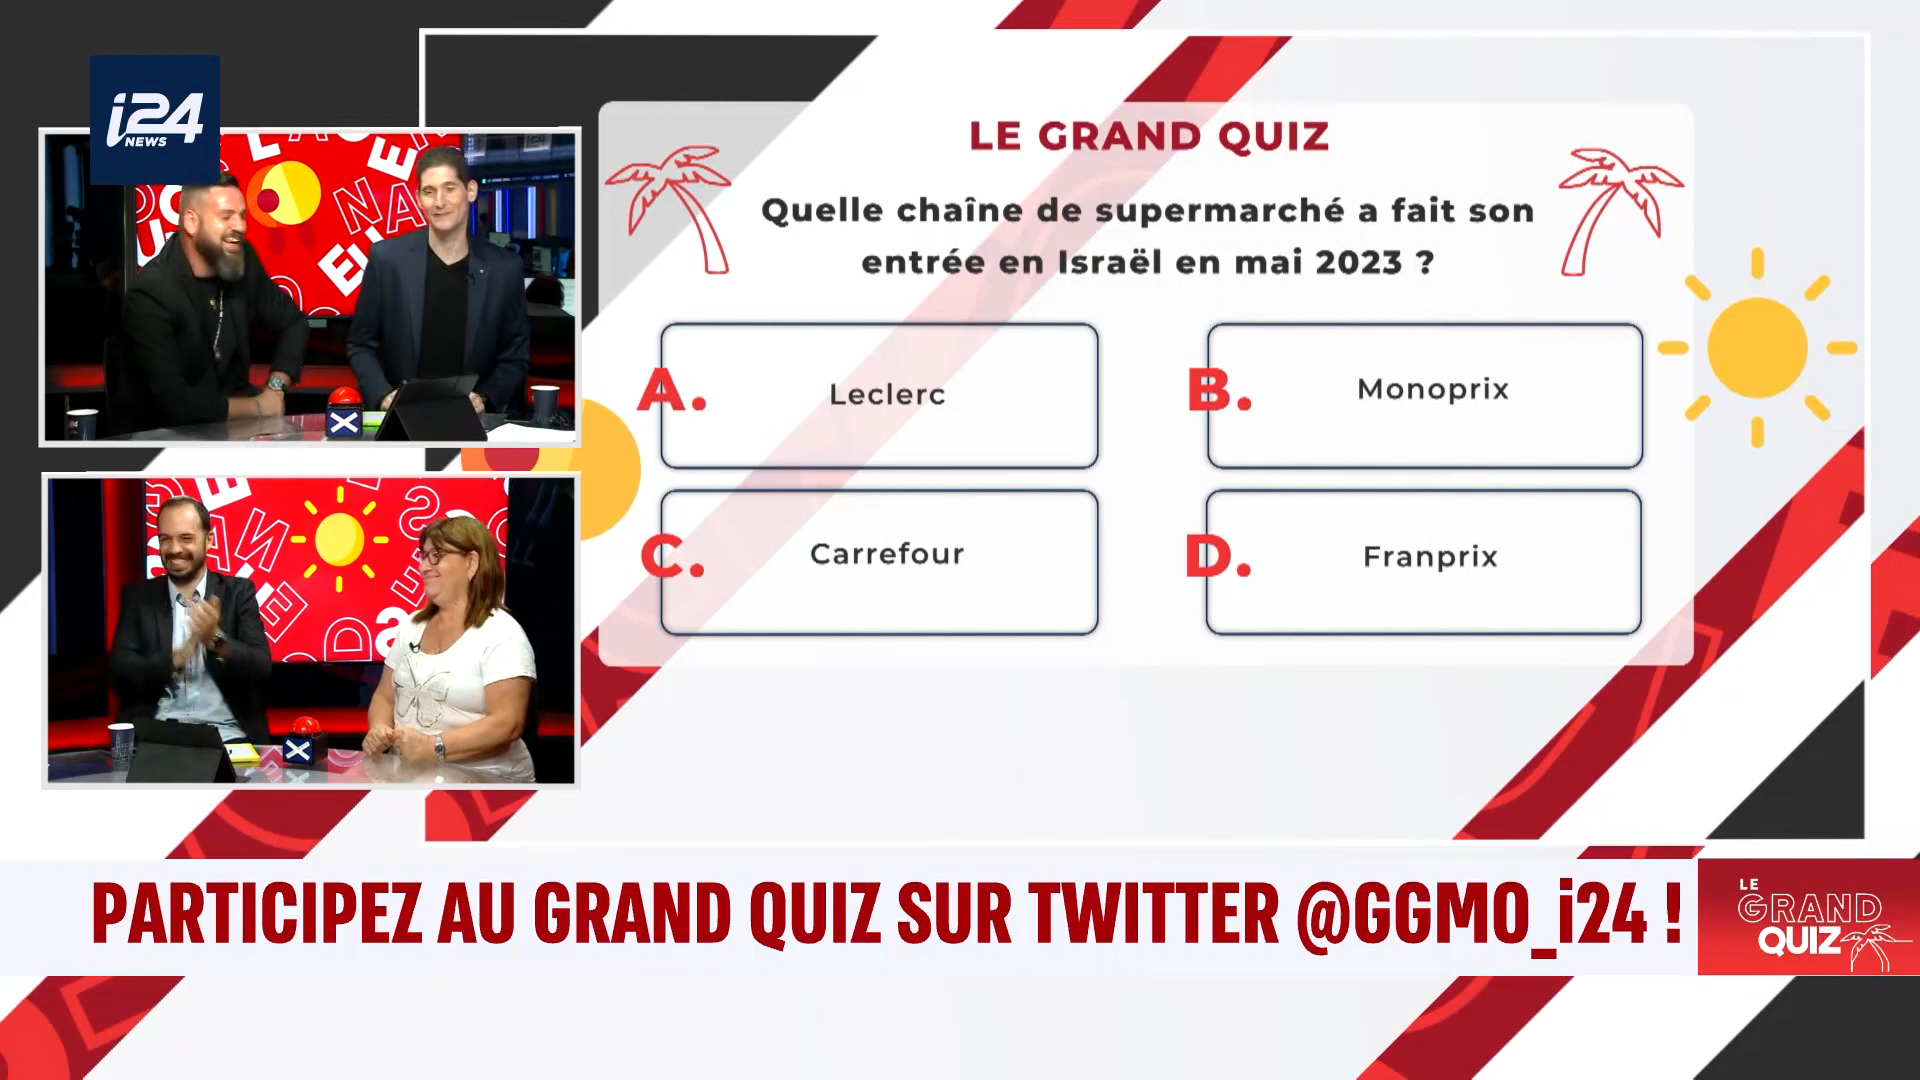 i24
NEWS
LE GRAND QUIZ
Quelle chaîne de supermarché a fait son
entrée en Israël en mai 2023 ?
A. Leclerc
B. Monoprix
C. Carrefour
D. Franprix
PARTICIPEZ AU GRAND QUIZ SUR TWITTER @GGMO_i24 !
LE
GRAND
QUIZ